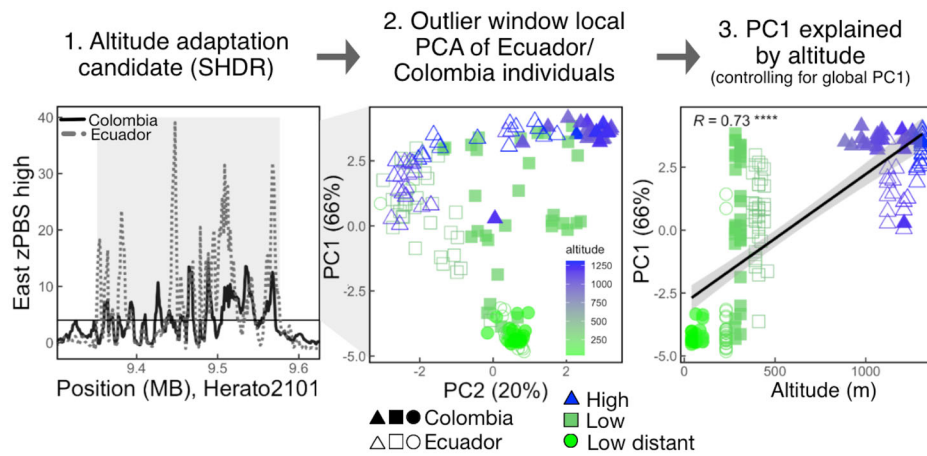 1. Altitude adaptation
candidate (SHDR)
2. Outlier window local
PCA of Ecuador/
Colombia individuals
3. PC1 explained
by altitude
(controlling for global PC1)
East zPBS high
40
30
20
10
0
Colombia
Ecuador
9.4
9.5
9.6
Position (MB), Herato2101
PC1 (66%)
2.5
0.0
-2.5
-5.0
-2
0
2
PC2 (20%)
altitude
1250
1000
750
500
250
PC1 (66%)
2.5
0.0
-2.5
-5.0
R = 0.73 ****
0
500
1000
Altitude (m)
Colombia
Ecuador
High
Low
Low distant